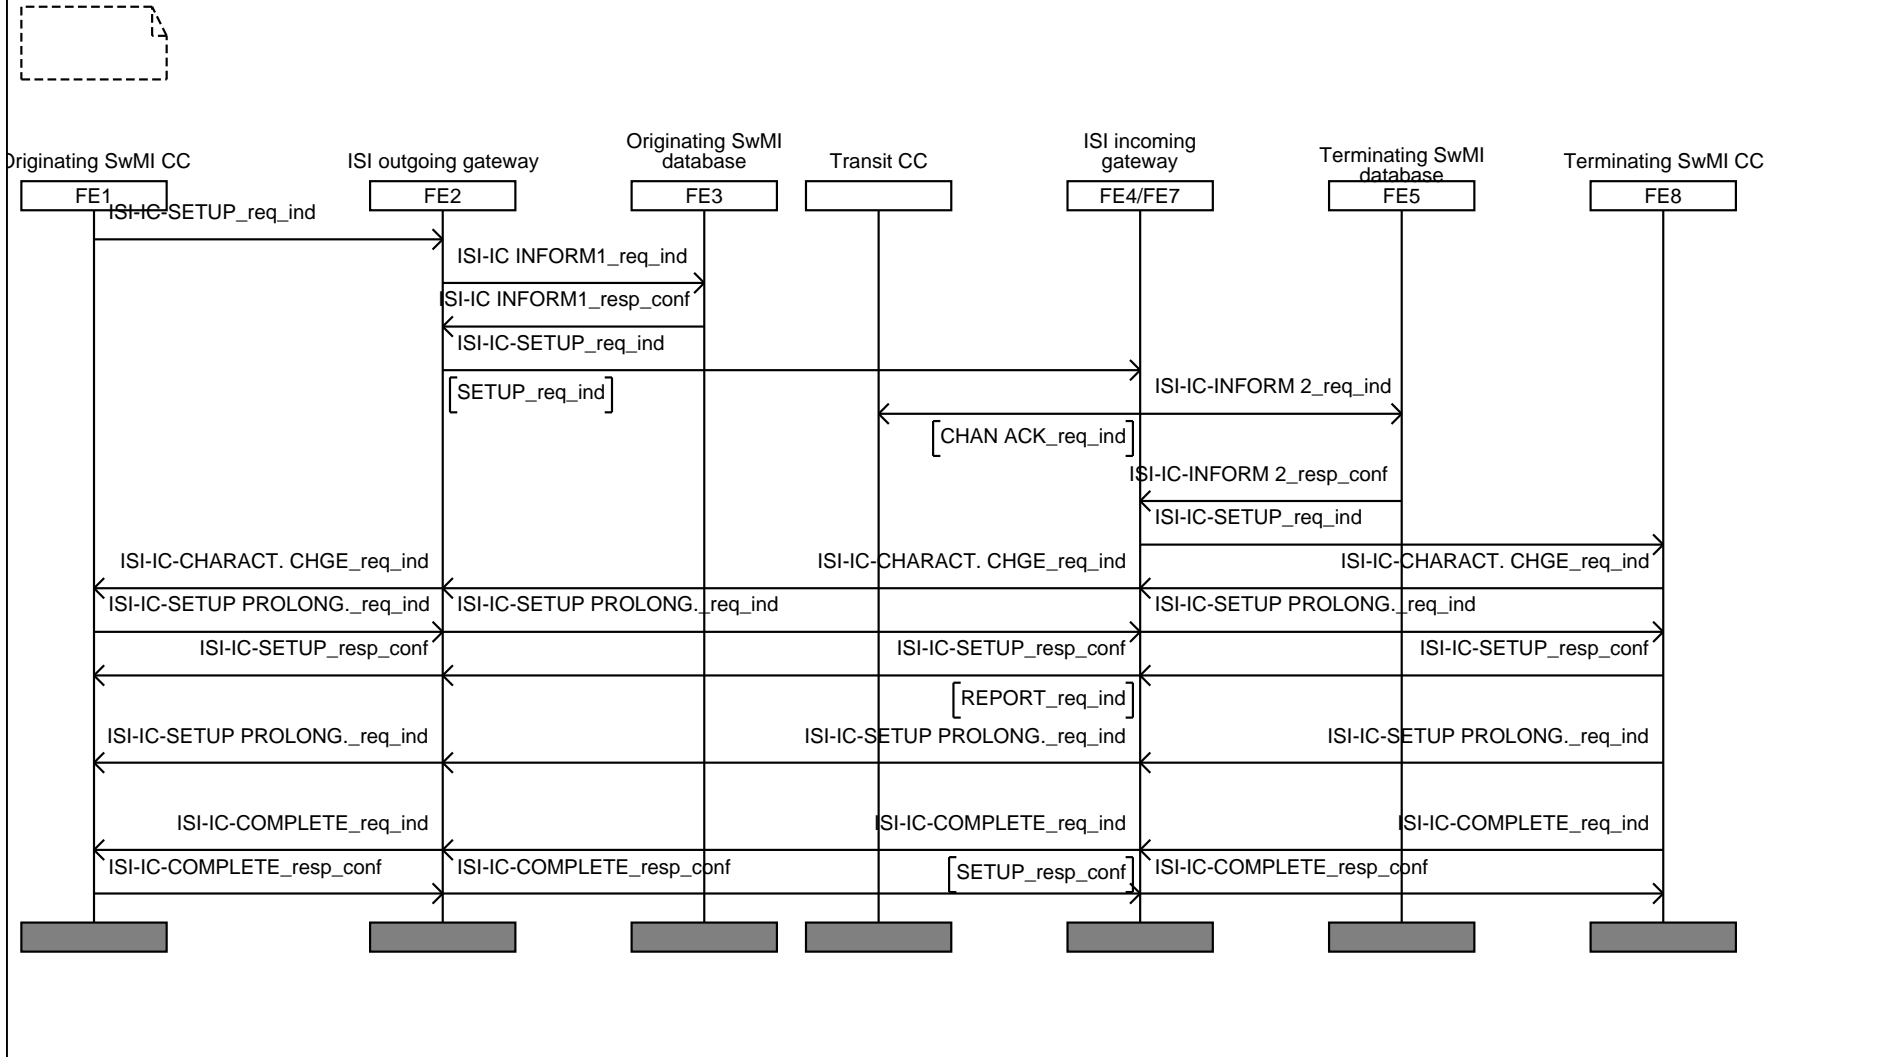 Originating SwMI CC
ISI outgoing gateway
Originating SwMI
database
Transit CC
ISI incoming
gateway
Terminating SwMI
database
Terminating SwMI CC
FE1
FE2
FE3
FE4/FE7
FE5
FE8
ISI-IC-SETUP_req_ind
ISI-IC INFORM1_req_ind
ISI-IC INFORM1_resp_conf
ISI-IC-SETUP_req_ind
SETUP_req_ind
ISI-IC-INFORM 2_req_ind
CHAN ACK_req_ind
ISI-IC-INFORM 2_resp_conf
ISI-IC-SETUP_req_ind
ISI-IC-CHARACT. CHGE_req_ind
ISI-IC-CHARACT. CHGE_req_ind
ISI-IC-CHARACT. CHGE_req_ind
ISI-IC-SETUP PROLONG._req_ind
ISI-IC-SETUP PROLONG._req_ind
ISI-IC-SETUP PROLONG._req_ind
ISI-IC-SETUP_resp_conf
ISI-IC-SETUP_resp_conf
ISI-IC-SETUP_resp_conf
REPORT_req_ind
ISI-IC-SETUP PROLONG._req_ind
ISI-IC-SETUP PROLONG._req_ind
ISI-IC-SETUP PROLONG._req_ind
ISI-IC-COMPLETE_req_ind
ISI-IC-COMPLETE_req_ind
ISI-IC-COMPLETE_req_ind
ISI-IC-COMPLETE_resp_conf
ISI-IC-COMPLETE_resp_conf
SETUP_resp_conf
ISI-IC-COMPLETE_resp_conf